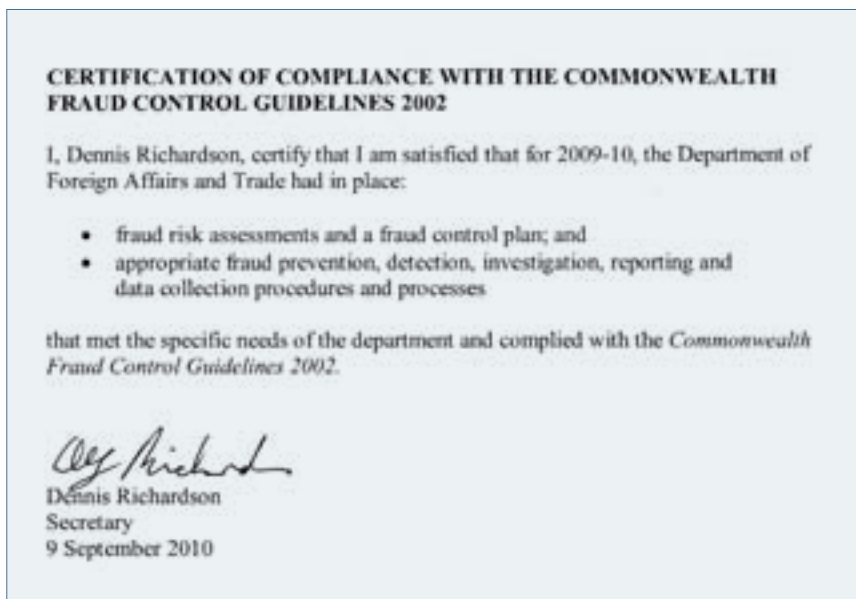 CERTIFICATION OF COMPLIANCE WITH THE COMMONWEALTH
FRAUD CONTROL GUIDELINES 2002
I, Dennis Richardson, certify that I am satisfied that for 2009-10, the Department of
Foreign Affairs and Trade had in place:
• fraud risk assessments and a fraud control plan; and
• appropriate fraud prevention, detection, investigation, reporting and
data collection procedures and processes
that met the specific needs of the department and complied with the Commonwealth
Fraud Control Guidelines 2002.
Dennis Richardson
Secretary
9 September 2010